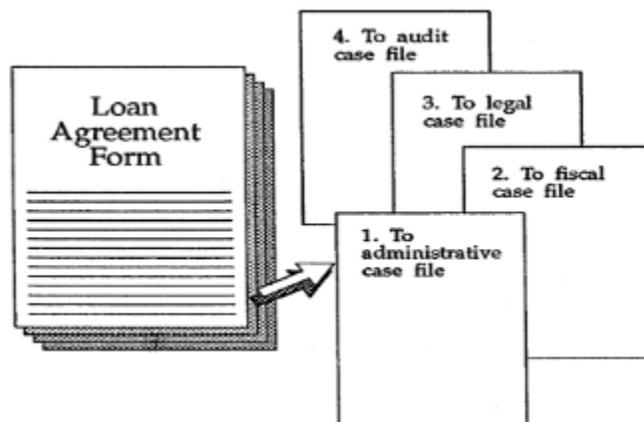 Loan
Agreement
Form
4. To audit
case file
3. To legal
case file
2. To fiscal
case file
1. To
administrative
case file